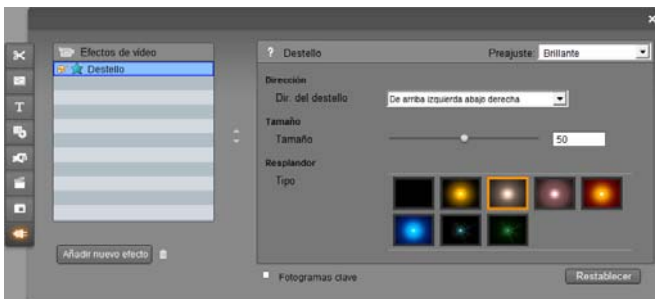 Efectos de vídeo
Destello
Añadir nuevo efecto
? Destello
Preajuste: Brillante
Dirección
Dir. del destello De arriba izquierda abajo derecha
Tamaño
Tamaño 50
Resplandor
Tipo
Fotogramas clave
Restablecer